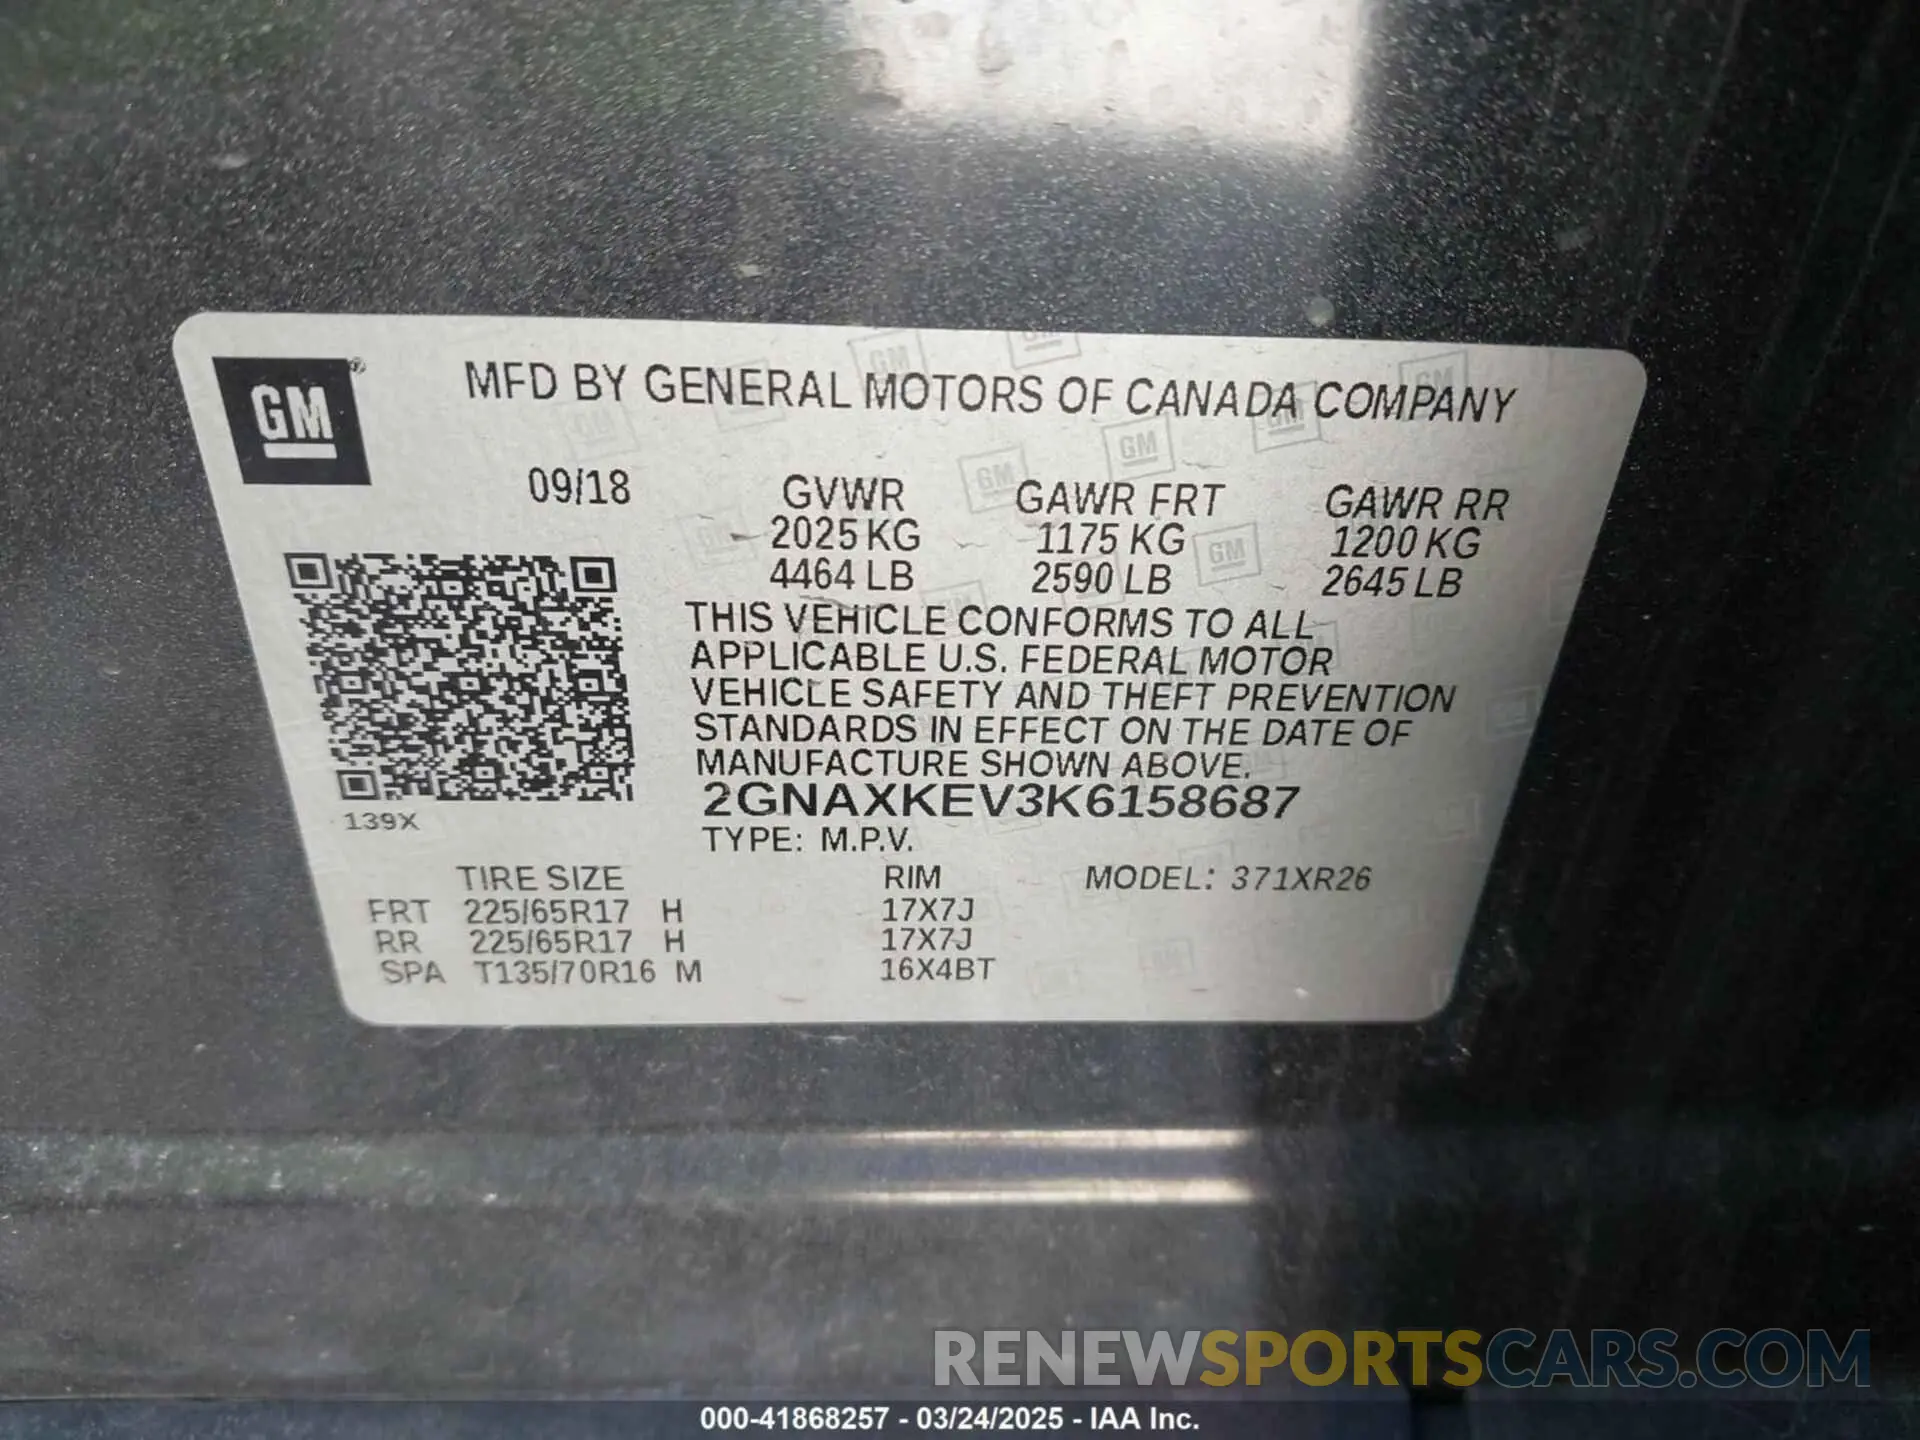 GM®
MFD BY GENERAL MOTORS OF CANADA COMPANY
09/18 GVWR GAWR FRT GAWR RR
2025 KG 1175 KG 1200 KG
4464 LB 2590 LB 2645 LB
THIS VEHICLE CONFORMS TO ALL
APPLICABLE U.S. FEDERAL MOTOR
VEHICLE SAFETY AND THEFT PREVENTION
STANDARDS IN EFFECT ON THE DATE OF
MANUFACTURE SHOWN ABOVE.
2GNAXKEV3K6158687
139X
TYPE: M.P.V.
TIRE SIZE RIM MODEL: 371XR26
FRT 225/65R17 H 17X7J
RR 225/65R17 H 17X7J
SPA T135/70R16 M 16X4BT
RENEWSPORTSCARS.COM
000-41868257 - 03/24/2025 - IAA Inc.